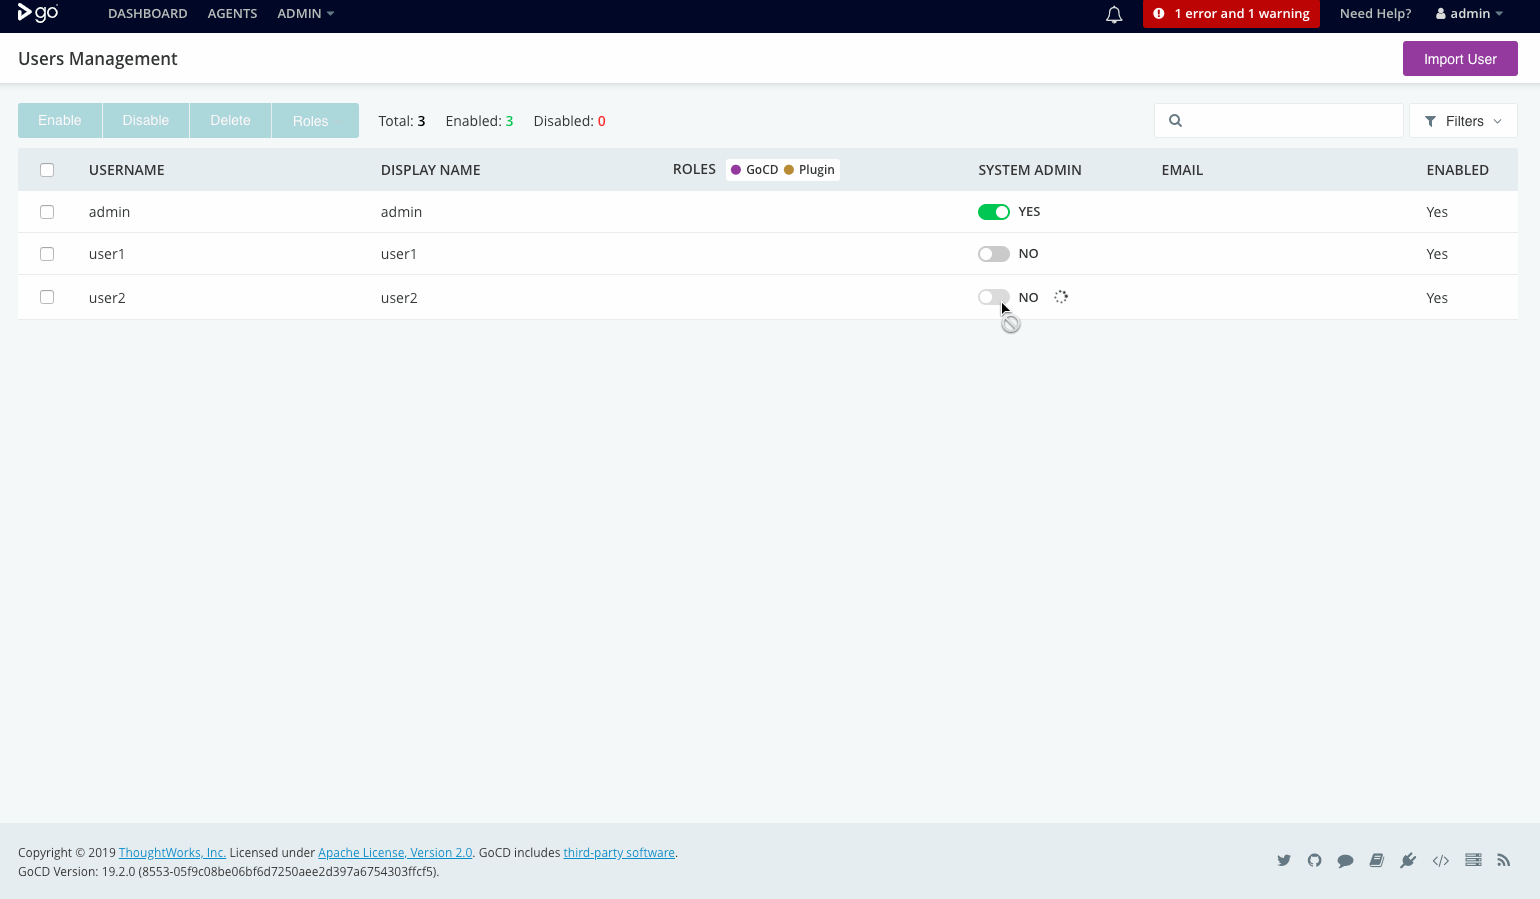 go DASHBOARD AGENTS ADMIN 1 error and 1 warning Need Help? admin
Users Management Import User
Enable Disable Delete Roles Total: 3 Enabled: 3 Disabled: 0 Filters
USERNAME DISPLAY NAME ROLES GoCD Plugin SYSTEM ADMIN EMAIL ENABLED
admin admin YES Yes
user1 user1 NO Yes
user2 user2 NO Yes
Copyright © 2019 ThoughtWorks, Inc. Licensed under Apache License, Version 2.0. GoCD includes third-party software.
GoCD Version: 19.2.0 (8553-05f9c08be06bf6d7250aee2d397a6754303ffcf5).